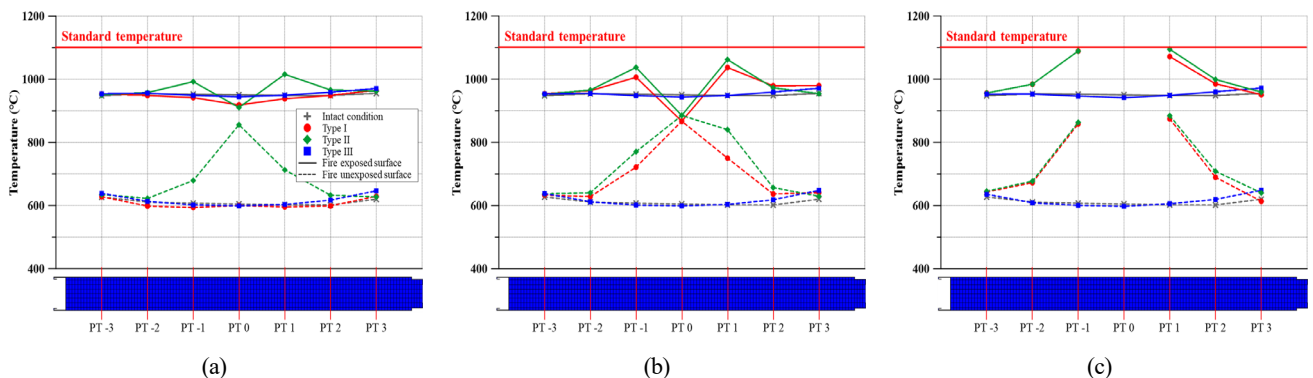 1200
Standard temperature
1000
800
600
400
Temperature (°C)
Intact condition
Type I
Type II
Type III
Fire exposed surface
Fire unexposed surface
PT -3 PT -2 PT -1 PT 0 PT 1 PT 2 PT 3
(a)
1200
Standard temperature
1000
800
600
400
Temperature (°C)
PT -3 PT -2 PT -1 PT 0 PT 1 PT 2 PT 3
(b)
1200
Standard temperature
1000
800
600
400
Temperature (°C)
PT -3 PT -2 PT -1 PT 0 PT 1 PT 2 PT 3
(c)